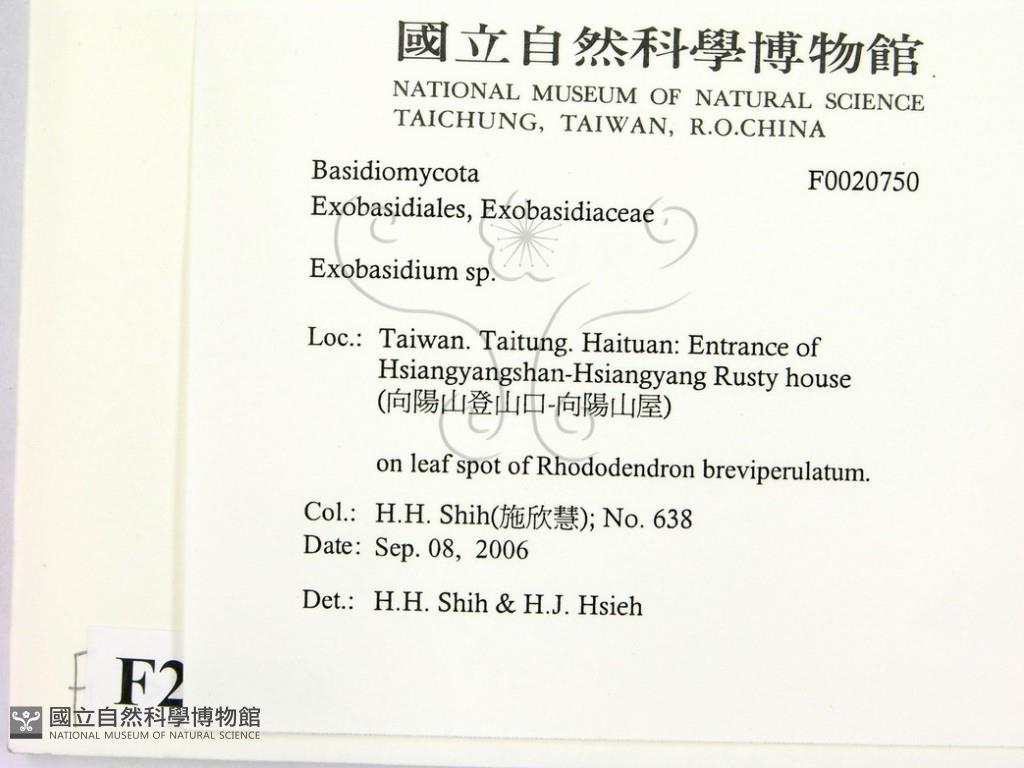 國立自然科學博物館
NATIONAL MUSEUM OF NATURAL SCIENCE
TAICHUNG, TAIWAN, R.O.CHINA
Basidiomycota F0020750
Exobasidiales, Exobasidiaceae
Exobasidium sp.
Loc.: Taiwan. Taitung. Haituan: Entrance of
Hsiangyangshan-Hsiangyang Rusty house
(向陽山登山口-向陽山屋)
on leaf spot of Rhododendron breviperulatum.
Col.: H.H. Shih(施欣慧); No. 638
Date: Sep. 08, 2006
Det.: H.H. Shih & H.J. Hsieh
F2
國立自然科學博物館
NATIONAL MUSEUM OF NATURAL SCIENCE